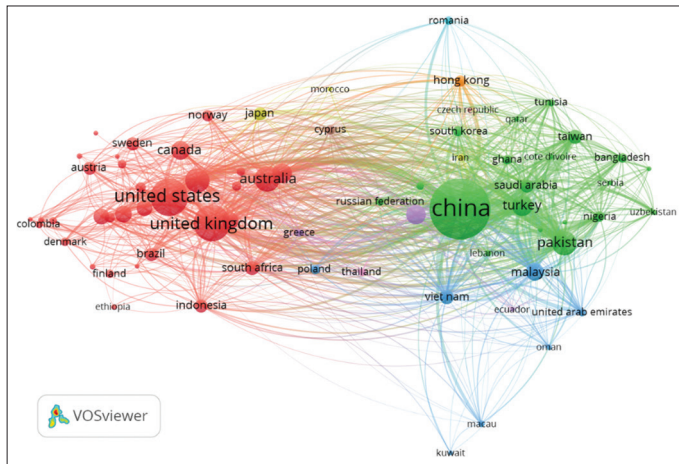 romania
hong kong
morocco
norway
japan
czech republic
tunisia
qatar
cyprus
south korea
taiwan
sweden
canada
iran
ghana
cote d'ivoire
bangladesh
austria
australia
saudi arabia
serbia
united states
russian federation
china
turkey
uzbekistan
colombia
united kingdom
nigeria
greece
denmark
brazil
lebanon
pakistan
finland
south africa
poland
thailand
malaysia
ethiopia
indonesia
viet nam
ecuador
united arab emirates
oman
VOSviewer
macau
kuwait